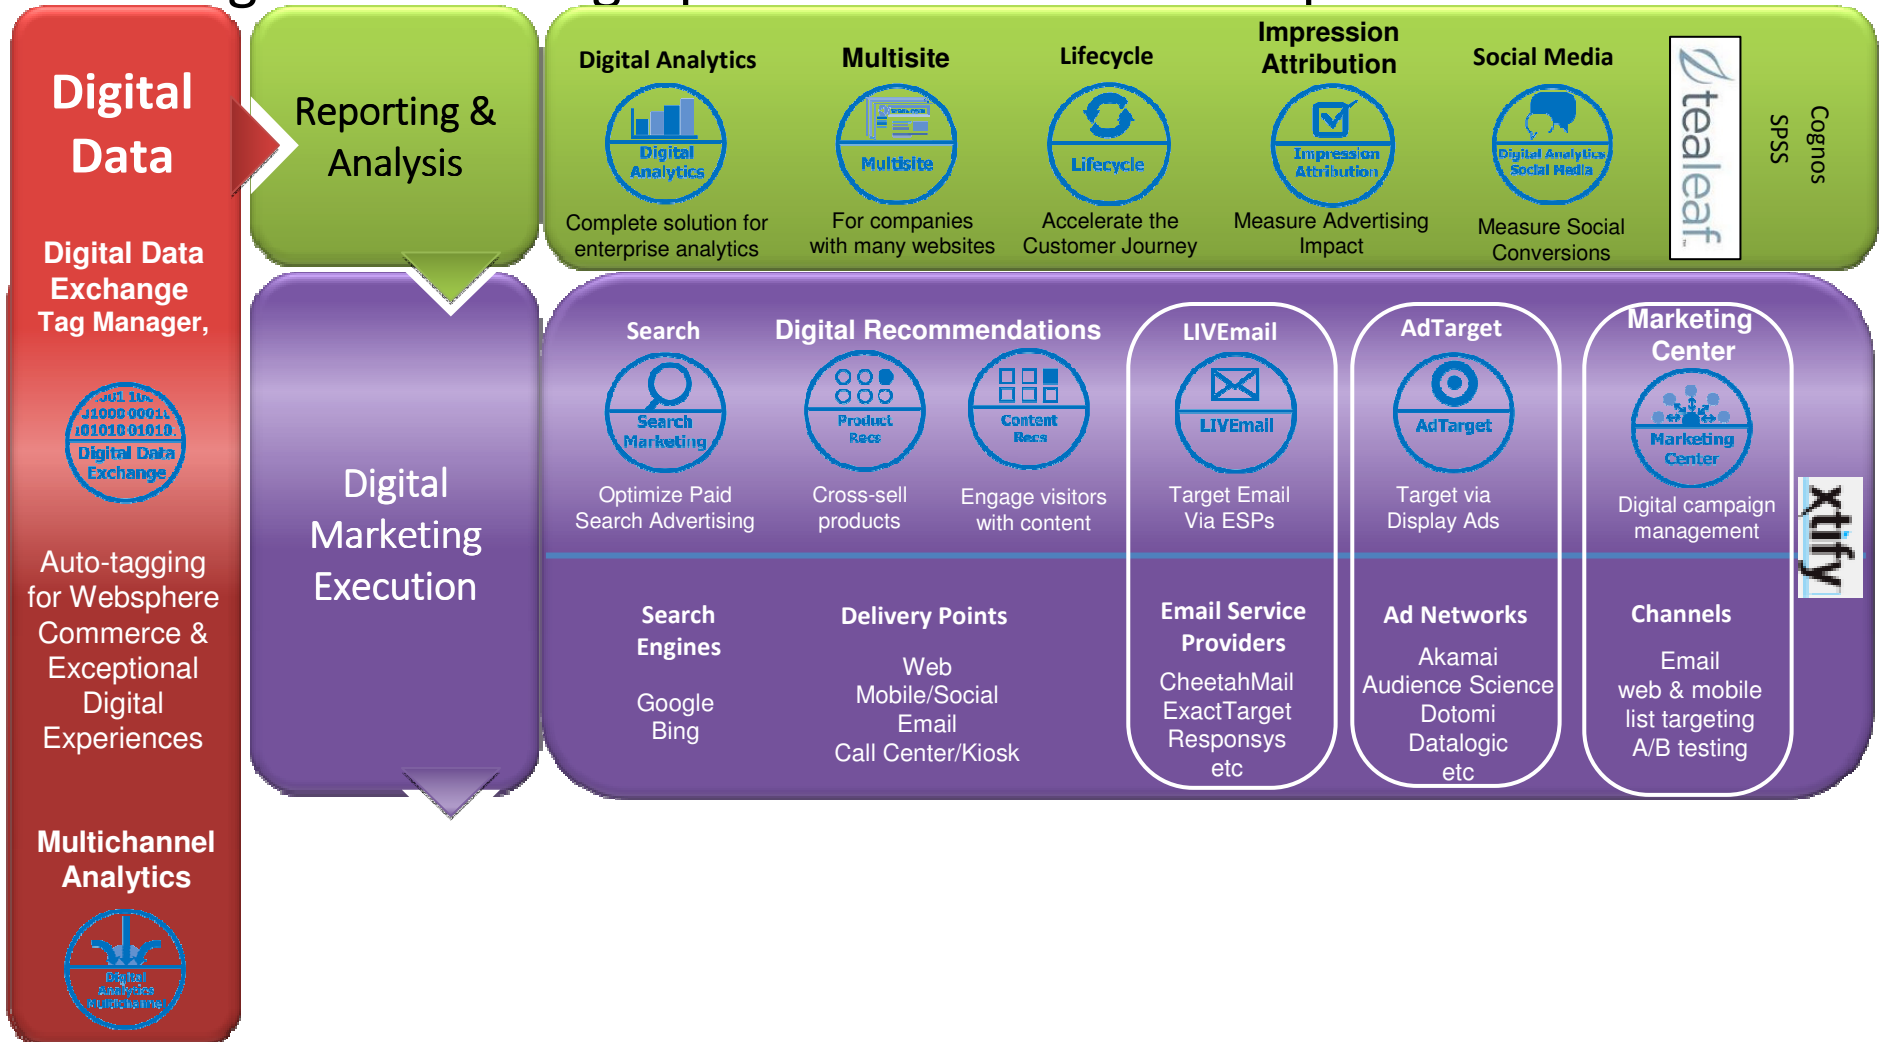 Digital
Data
Digital Data
Exchange
Tag Manager,
01000 0001
10101001010
Digital Data
Exchange
Auto-tagging
for Websphere
Commerce &
Exceptional
Digital
Experiences
Multichannel
Analytics
Digital
Analytics
Multichannel
Reporting &
Analysis
Digital Analytics
Digital
Analytics
Complete solution for
enterprise analytics
Multisite
Multisite
For companies
with many websites
Lifecycle
Lifecycle
Accelerate the
Customer Journey
Impression
Attribution
Impression
Attribution
Measure Advertising
Impact
Social Media
Digital Analytics
Social Media
Measure Social
Conversions
tealeaf
SPSS
Cognos
Digital
Marketing
Execution
Search
Search
Marketing
Optimize Paid
Search Advertising
Digital Recommendations
Product
Recs
Cross-sell
products
Content
Recs
Engage visitors
with content
LIVEmail
LIVEmail
Target Email
Via ESPs
AdTarget
AdTarget
Target via
Display Ads
Marketing
Center
Marketing
Center
Digital campaign
management
xtify
Search
Engines
Google
Bing
Delivery Points
Web
Mobile/Social
Email
Call Center/Kiosk
Email Service
Providers
CheetahMail
ExactTarget
Responsys
etc
Ad Networks
Akamai
Audience Science
Dotomi
Datalogic
etc
Channels
Email
web & mobile
list targeting
A/B testing